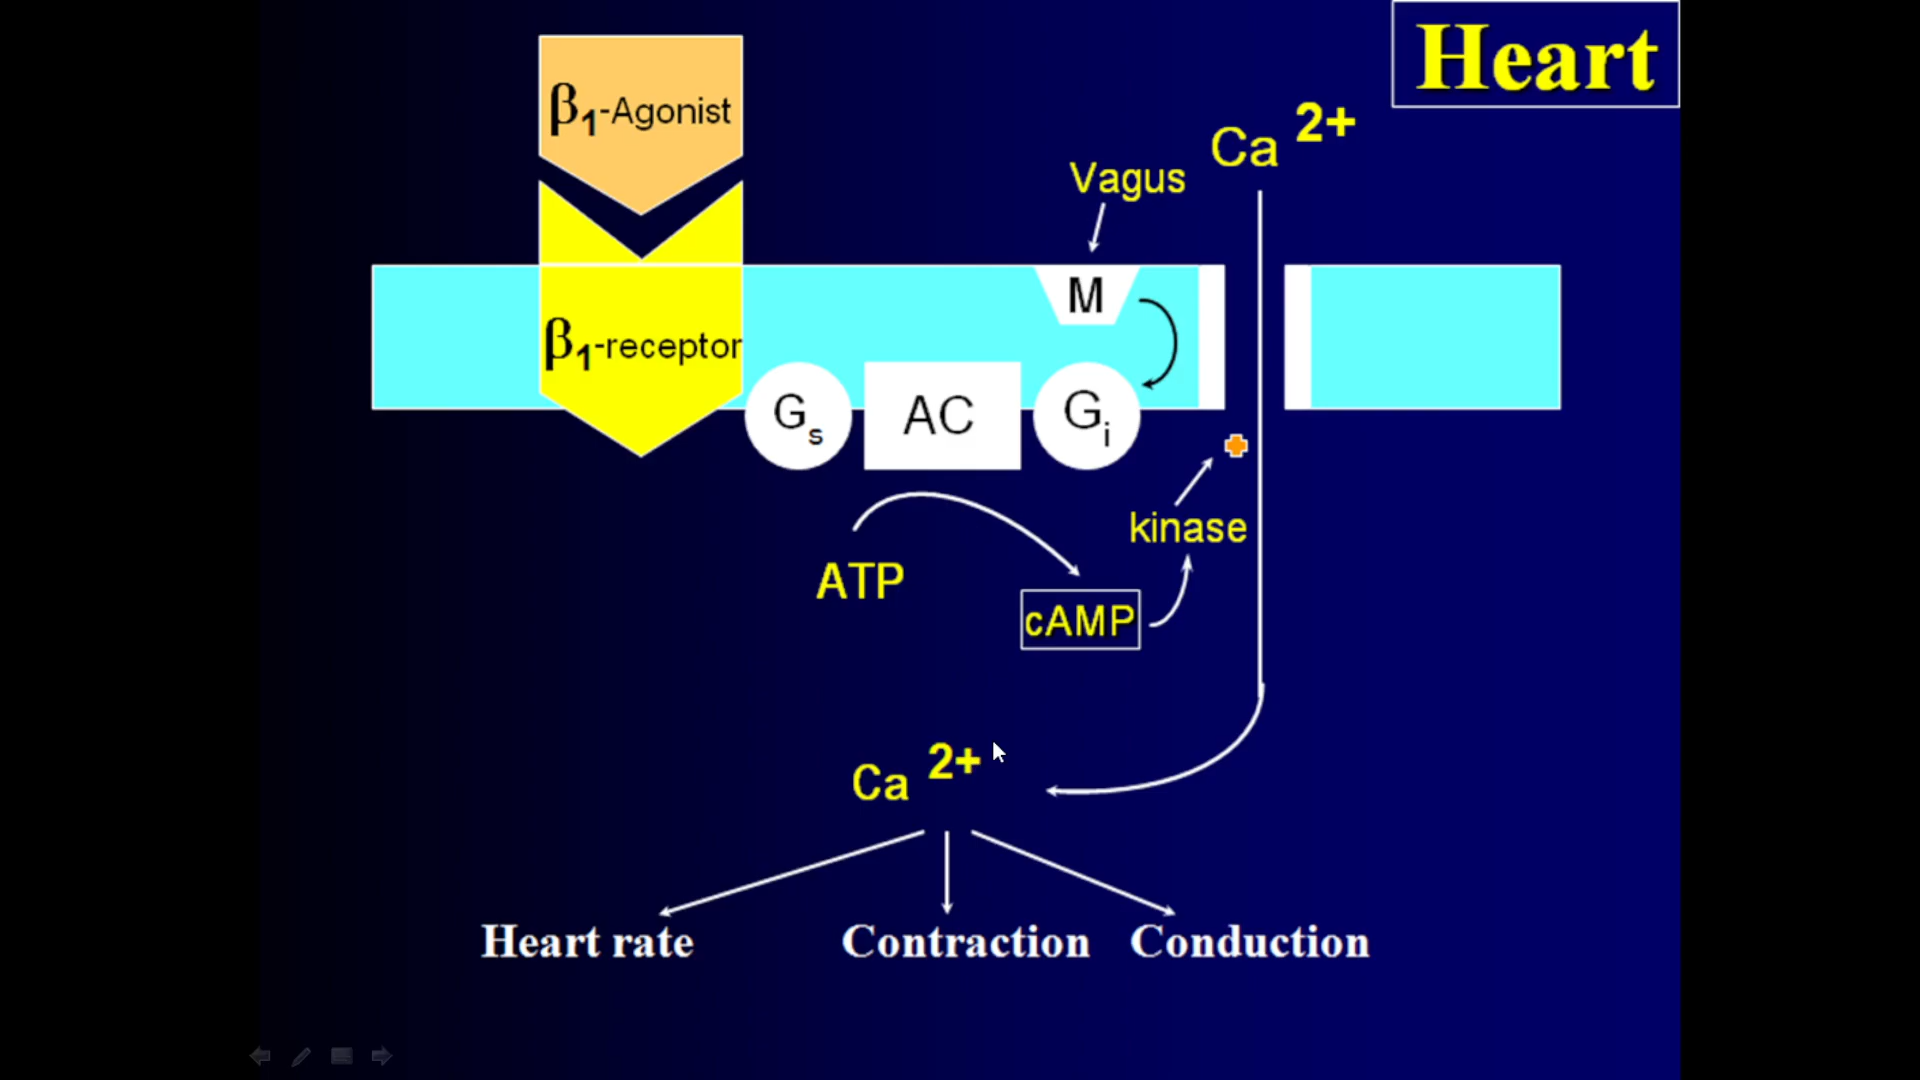 Heart
β1-Agonist
Ca 2+
Vagus
M
β1-receptor
Gs
AC
Gi
kinase
ATP
cAMP
Ca 2+
Heart rate
Contraction
Conduction